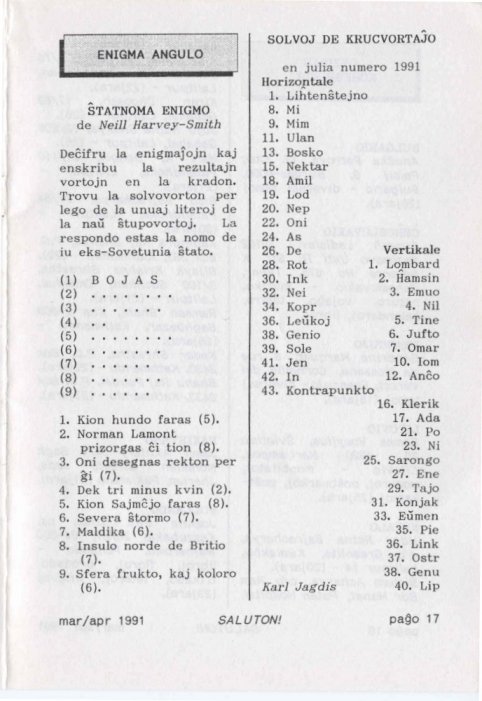 ENIGMA ANGULO
ŜTATNOMA ENIGMO
de Neill Harvey-Smith
Deĉifru la enigmaĵojn kaj
enskribu la rezultajn
vortojn en la kradon.
Trovu la solvovorton per
lego de la unuaj literoj de
la naŭ ŝtupovortoj. La
respondo estas la nomo de
iu eks-Sovetunia ŝtato.
(1) B O J A S
(2) . . . . . . . .
(3) . . . . . . .
(4) . .
(5) . . . . . . . .
(6) . . . . . . .
(7) . . . . . .
(8) . . . . . . .
(9) . . . . . .
1. Kion hundo faras (5).
2. Norman Lamont
prizorgas ĉi tion (8).
3. Oni desegnas rekton per
ĝi (7).
4. Dek tri minus kvin (2).
5. Kion Sajmĉjo faras (8).
6. Severa ŝtormo (7).
7. Maldika (6).
8. Insulo norde de Britio
(7).
9. Sfera frukto, kaj koloro
(6).
SOLVOJ DE KRUCVORTAĴO
en julia numero 1991
Horizontale
1. Liĥtenŝtejno
8. Mi
9. Mim
11. Ulan
13. Bosko
15. Nektar
18. Amil
19. Lod
20. Nep
22. Oni
24. As
26. De
28. Rot
30. Ink
32. Nei
34. Kopr
36. Leŭkoj
38. Genio
39. Sole
41. Jen
42. In
43. Kontrapunkto
Vertikale
1. Lombard
2. Ĥamsin
3. Emuo
4. Nil
5. Tine
6. Jufto
7. Omar
10. Iom
12. Anĉo
16. Klerik
17. Ada
21. Po
23. Ni
25. Sarongo
27. Ene
29. Tajo
31. Konjak
33. Eŭmen
35. Pie
36. Link
37. Ostr
38. Genu
40. Lip
Karl Jagdis
mar/apr 1991 SALUTON! paĝo 17